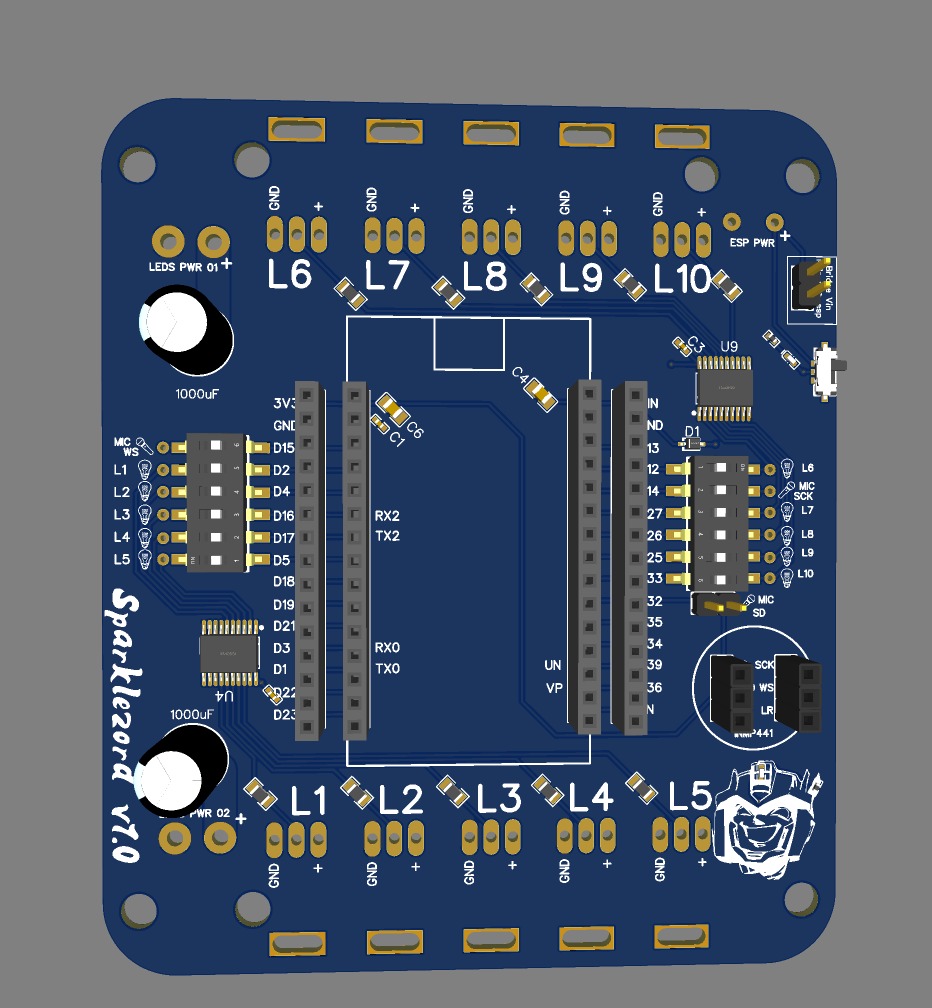 GND + GND + GND + GND + GND +
L6 L7 L8 L9 L10
LEDS PWR 01 +
ESP PWR +
Bridge Vin
esp
1000uF
C3
U9
C4
C6
C1
D1
3V3
GND
D15
D2
D4
D16
D17
D5
D18
D19
D21
D3
D1
D22
D23
RX2
TX2
RX0
TX0
UN
VP
IN
ND
13
12
14
27
26
25
33
32
35
34
39
36
N
MIC
WS
L1
L2
L3
L4
L5
L6
MIC
SCK
L7
L8
L9
L10
MIC
SD
SCK
WS
LR
U4
1000uF
PWR 02 +
Sparklezord v1.0
L1 L2 L3 L4 L5
GND + GND + GND + GND + GND +